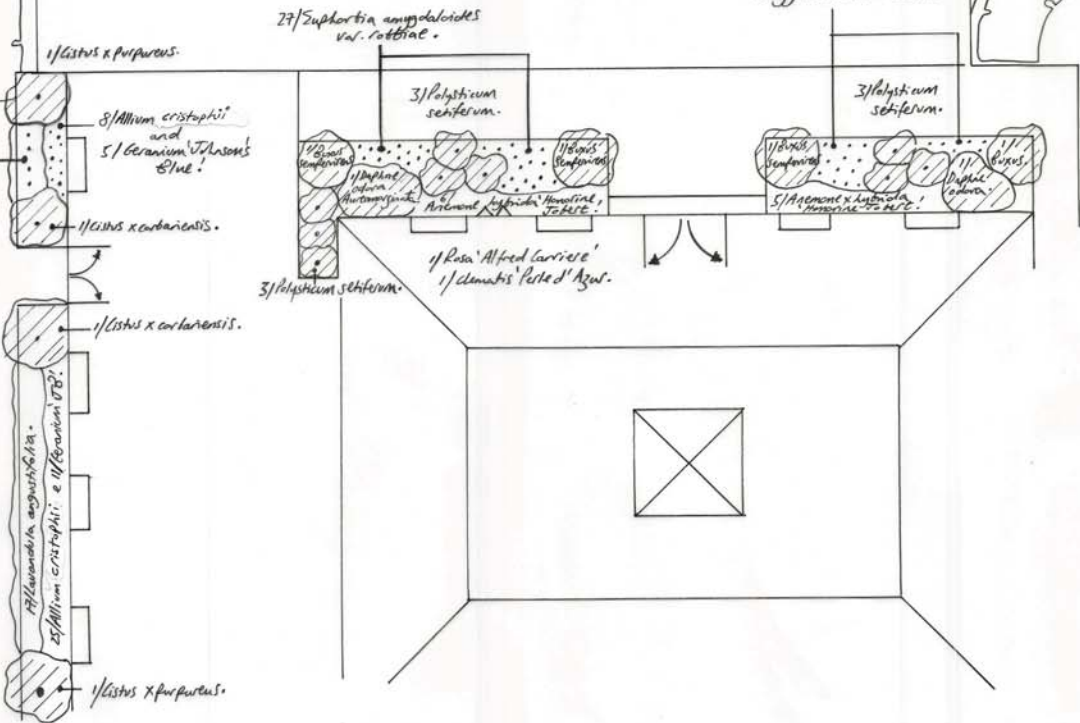 27/Euphorbia amygdaloides
var. robbiae.
1/Cistus x purpureus.
8/Allium cristophii
and
5/Geranium 'Johnson's
Blue'.
1/Cistus x corbariensis.
3/Polysticum
setiferum.
3/Polysticum
setiferum.
1/Buxus
sempervirens
1/Daphne
odora
Aureomarginata
1/Buxus
sempervirens
6/
Anemone x hybrida 'Honorine
Jobert'.
1/Buxus
sempervirens
1/
Daphne
odora.
1/
Buxus.
5/Anemone x hybrida
'Honorine Jobert'.
1/Rosa 'Alfred Carriere'
1/Clematis 'Perle d'Azur.
3/Polysticum setiferum.
1/Cistus x corbariensis.
17/Lavandula angustifolia.
25/Allium cristophii e 11/Geranium 'JB'.
1/Cistus x purpureus.